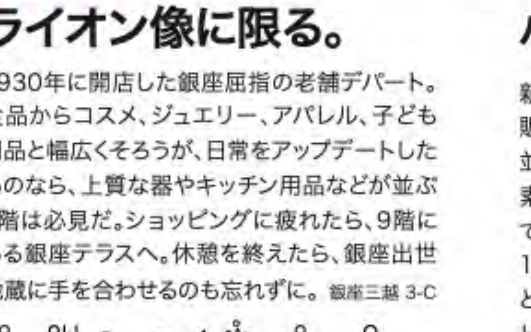 ライオン像に限る。
930年に開店した銀座屈指の老舗デパート。
食品からコスメ、ジュエリー、アパレル、子ども
用品と幅広くそろうが、日常をアップデートした
のなら、上質な器やキッチン用品などが並ぶ
階は必見だ。ショッピングに疲れたら、9階に
る銀座テラスへ。休憩を終えたら、銀座出世
地蔵に手を合わせるのも忘れずに。 銀座三越 3-C